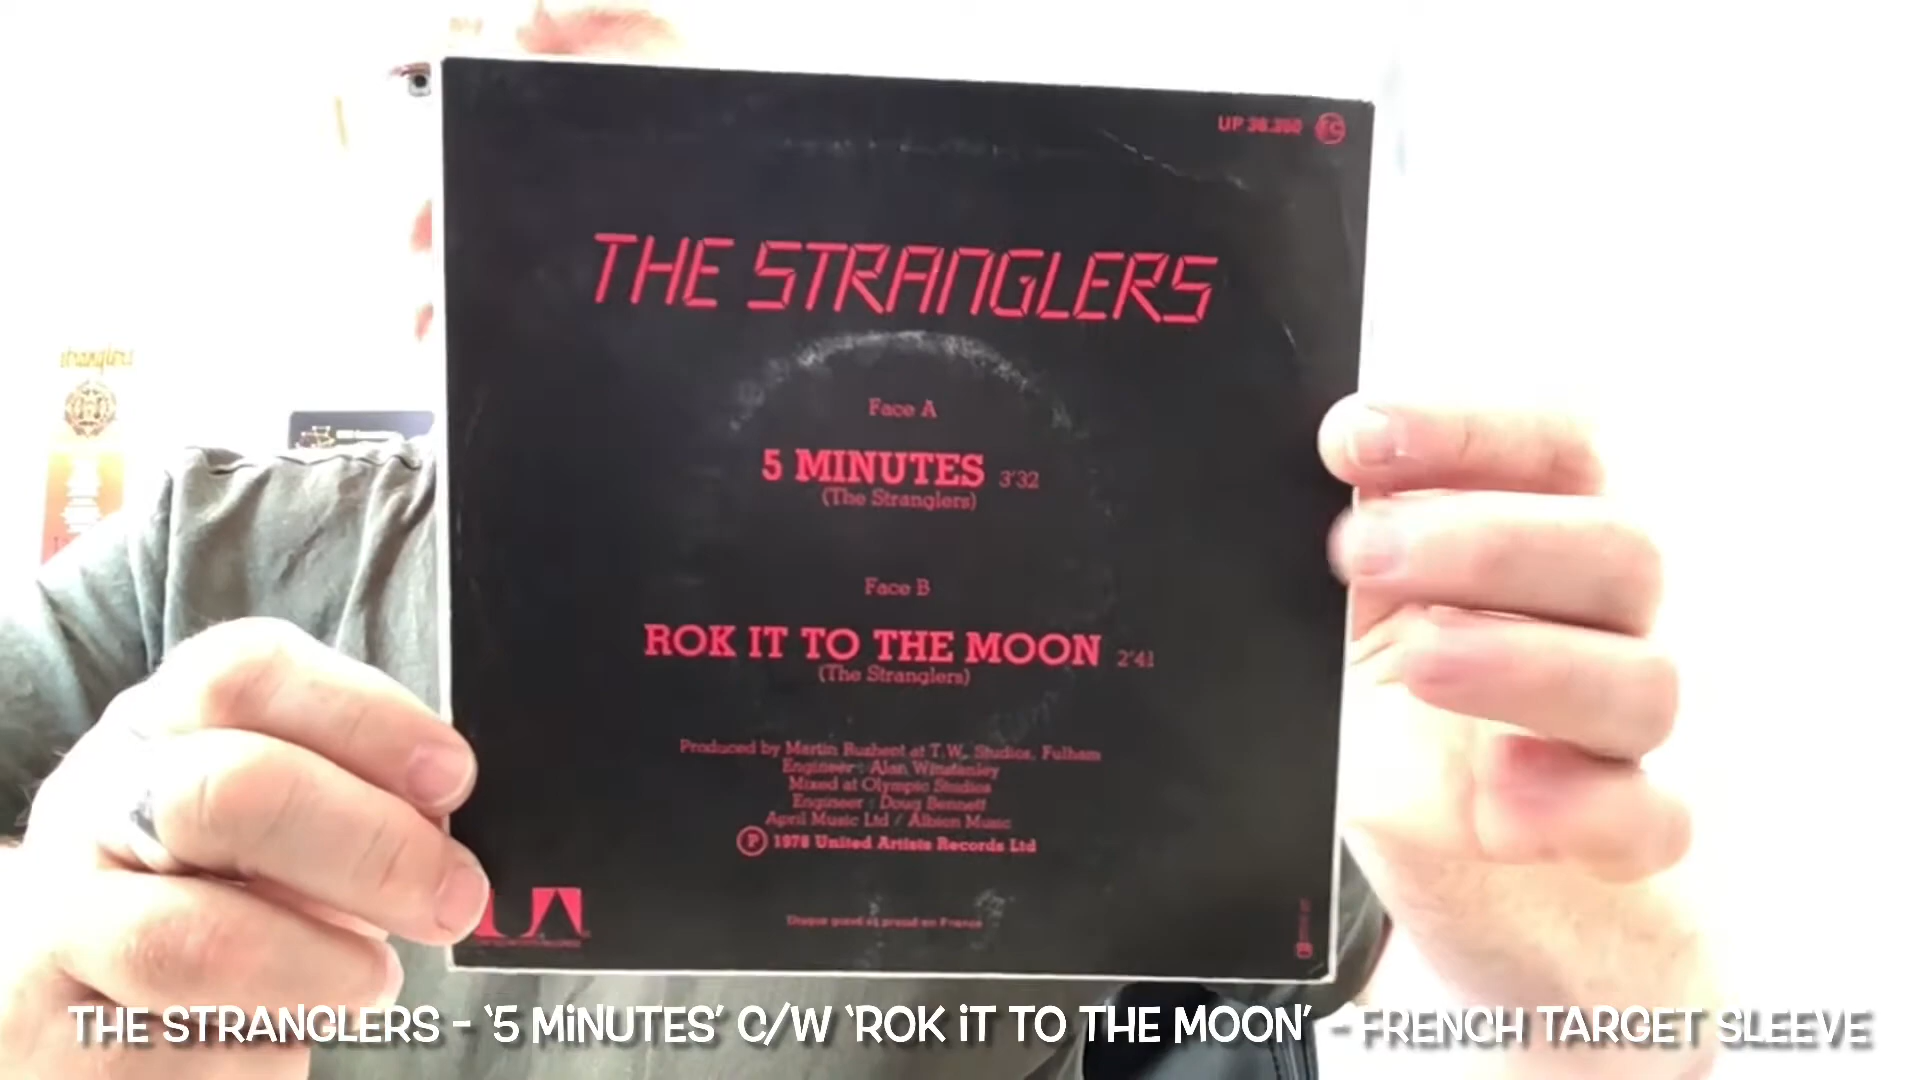 UP 36.350
THE STRANGLERS
stranglers
Face A
5 MINUTES 3'32
(The Stranglers)
Face B
ROK IT TO THE MOON 2'41
(The Stranglers)
Produced by Martin Rushent at T.W. Studios, Fulham
Engineer : Alan Winstanley
Mixed at Olympic Studios
Engineer : Doug Bennett
April Music Ltd / Albion Music
Ⓟ 1978 United Artists Records Ltd
UA
THE STRANGLERS - '5 MiNUTES' C/W 'ROK iT TO THE MOON' - FRENCH TARGET SLEEVE